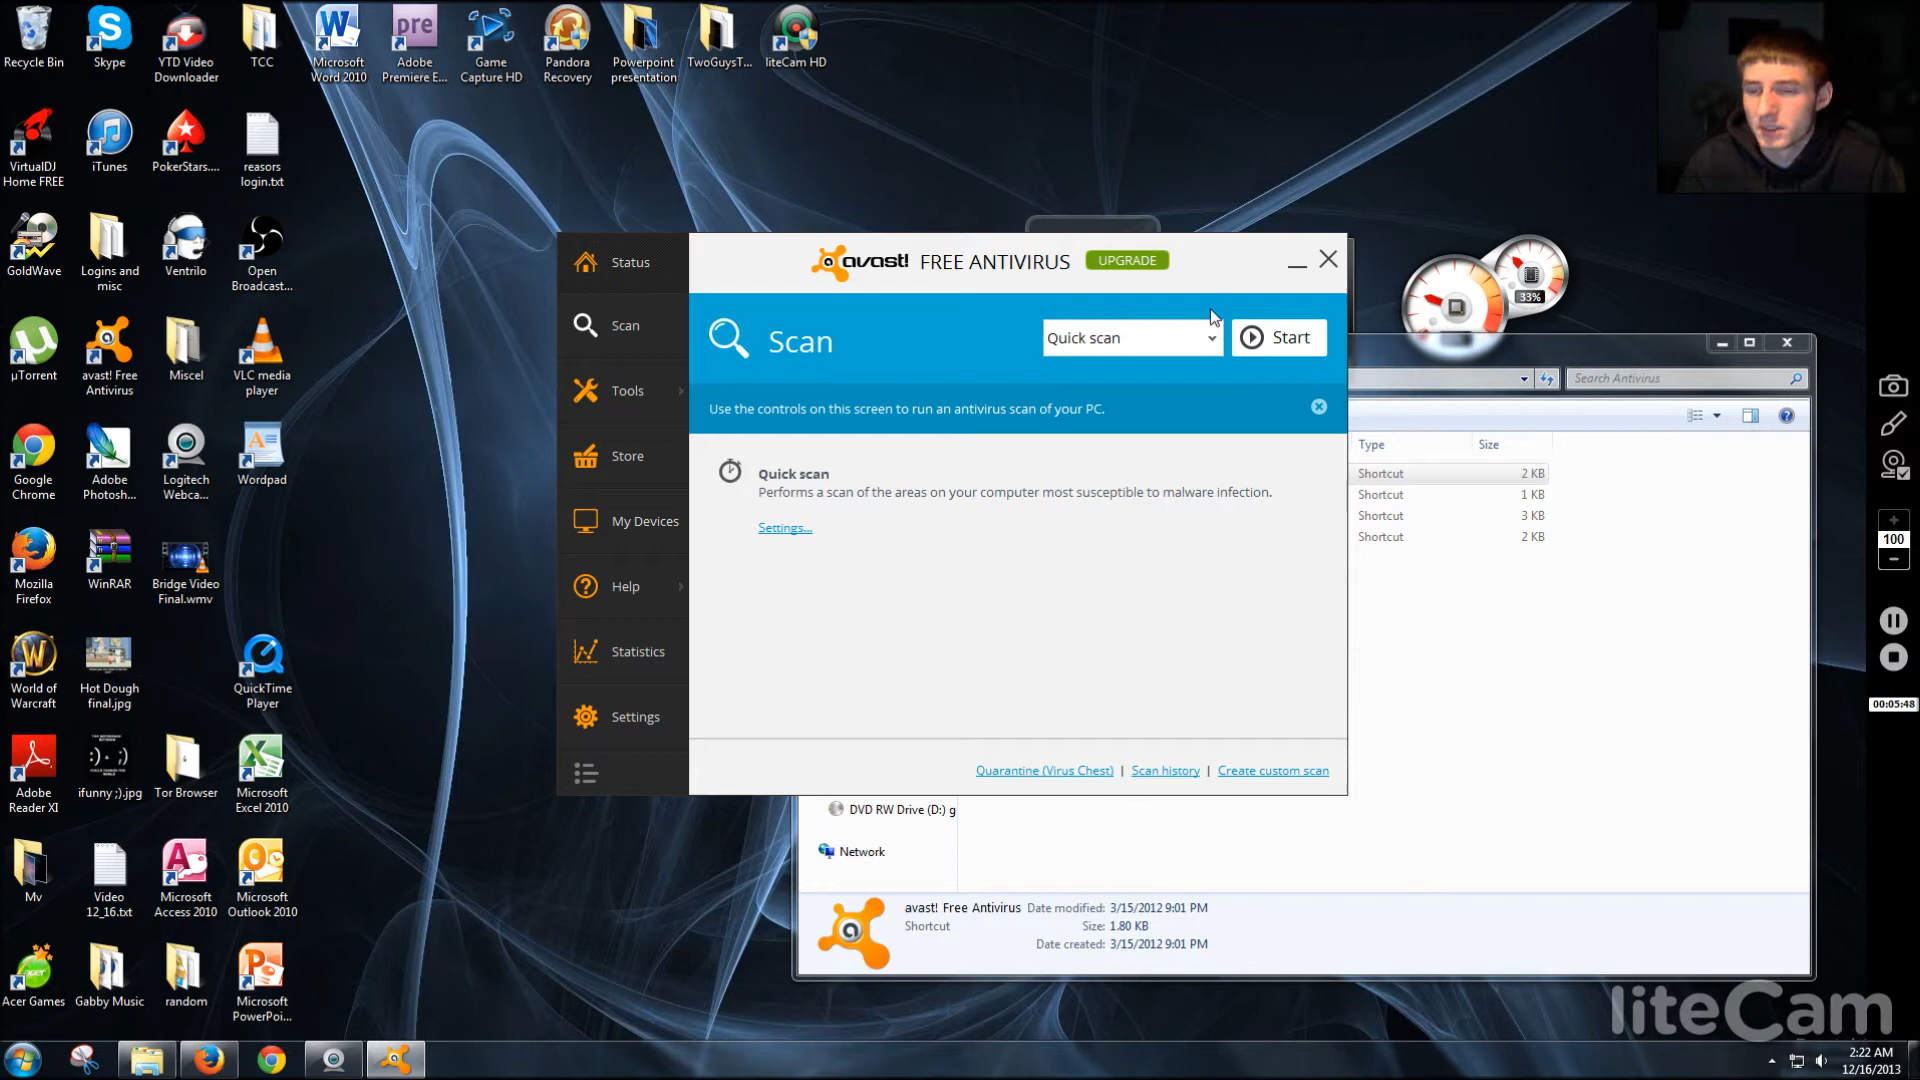 Recycle Bin
Skype
YTD Video
Downloader
TCC
Microsoft
Word 2010
pre
Adobe
Premiere E...
Game
Capture HD
Pandora
Recovery
Powerpoint
presentation
TwoGuysT...
liteCam HD
VirtualDJ
Home FREE
iTunes
PokerStars....
reasors
login.txt
GoldWave
Logins and
misc
Ventrilo
Open
Broadcast...
µTorrent
avast! Free
Antivirus
Miscel
VLC media
player
Google
Chrome
Adobe
Photosh...
Logitech
Webca...
Wordpad
Mozilla
Firefox
WinRAR
Bridge Video
Final.wmv
World of
Warcraft
Hot Dough
final.jpg
QuickTime
Player
Adobe
Reader XI
ifunny ;).jpg
Tor Browser
Microsoft
Excel 2010
Mv
Video
12_16.txt
Microsoft
Access 2010
Microsoft
Outlook 2010
Acer Games
Gabby Music
random
Microsoft
PowerPoi...
Status
Scan
Tools
Store
My Devices
Help
Statistics
Settings
avast! FREE ANTIVIRUS UPGRADE
Scan
Quick scan
Start
Use the controls on this screen to run an antivirus scan of your PC.
Quick scan
Performs a scan of the areas on your computer most susceptible to malware infection.
Settings...
Quarantine (Virus Chest) | Scan history | Create custom scan
33%
Search Antivirus
Type Size
Shortcut 2 KB
Shortcut 1 KB
Shortcut 3 KB
Shortcut 2 KB
DVD RW Drive (D:) g
Network
avast! Free Antivirus Date modified: 3/15/2012 9:01 PM
Shortcut Size: 1.80 KB
Date created: 3/15/2012 9:01 PM
100
00:05:48
liteCam
2:22 AM
12/16/2013